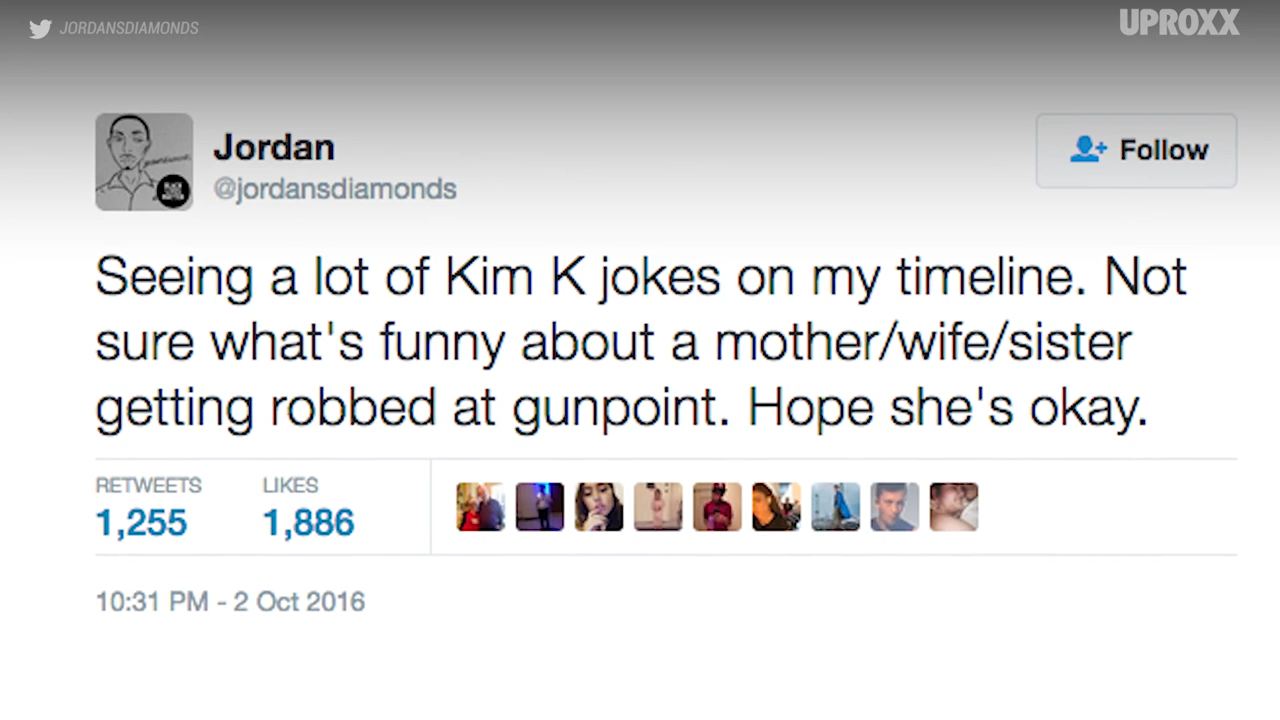 JORDANSDIAMONDS
UPROXX
Jordan
@jordansdiamonds
Follow
Seeing a lot of Kim K jokes on my timeline. Not
sure what's funny about a mother/wife/sister
getting robbed at gunpoint. Hope she's okay.
RETWEETS LIKES
1,255 1,886
10:31 PM - 2 Oct 2016